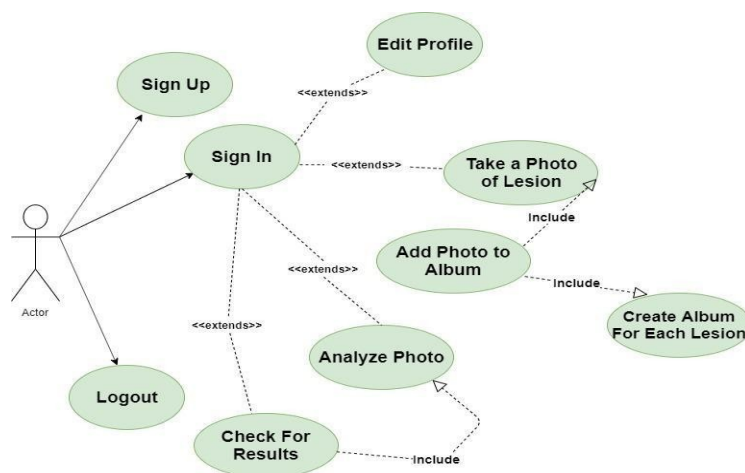 Edit Profile
Sign Up
<<extends>>
Sign In
<<extends>>
Take a Photo
of Lesion
Include
Add Photo to
Album
<<extends>>
Include
Actor
Create Album
For Each Lesion
<<extends>>
Analyze Photo
Logout
Check For
Results
Include